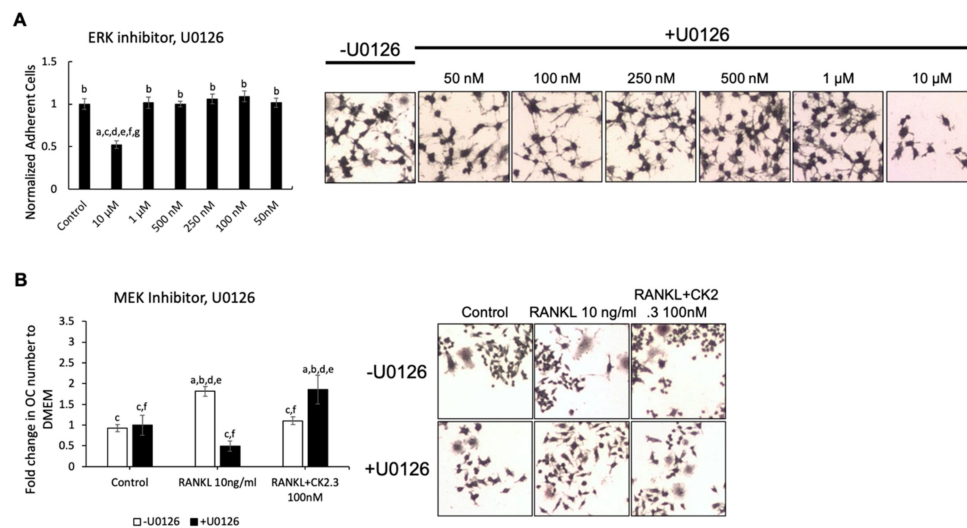 A
ERK inhibitor, U0126
Normalized Adherent Cells
1.5
1
0.5
0
b
a,c,d,e,f,g
b
b
b
b
b
Control
10 µM
1 µM
500 nM
250 nM
100 nM
50nM
-U0126
+U0126
50 nM
100 nM
250 nM
500 nM
1 µM
10 µM
B
MEK Inhibitor, U0126
Fold change in OC number to
DMEM
3.5
3
2.5
2
1.5
1
0.5
0
c
c,f
a,b,d,e
c,f
c,f
a,b,d,e
Control
RANKL 10ng/ml
RANKL+CK2.3
100nM
-U0126
+U0126
Control
RANKL 10 ng/ml
RANKL+CK2
.3 100nM
-U0126
+U0126